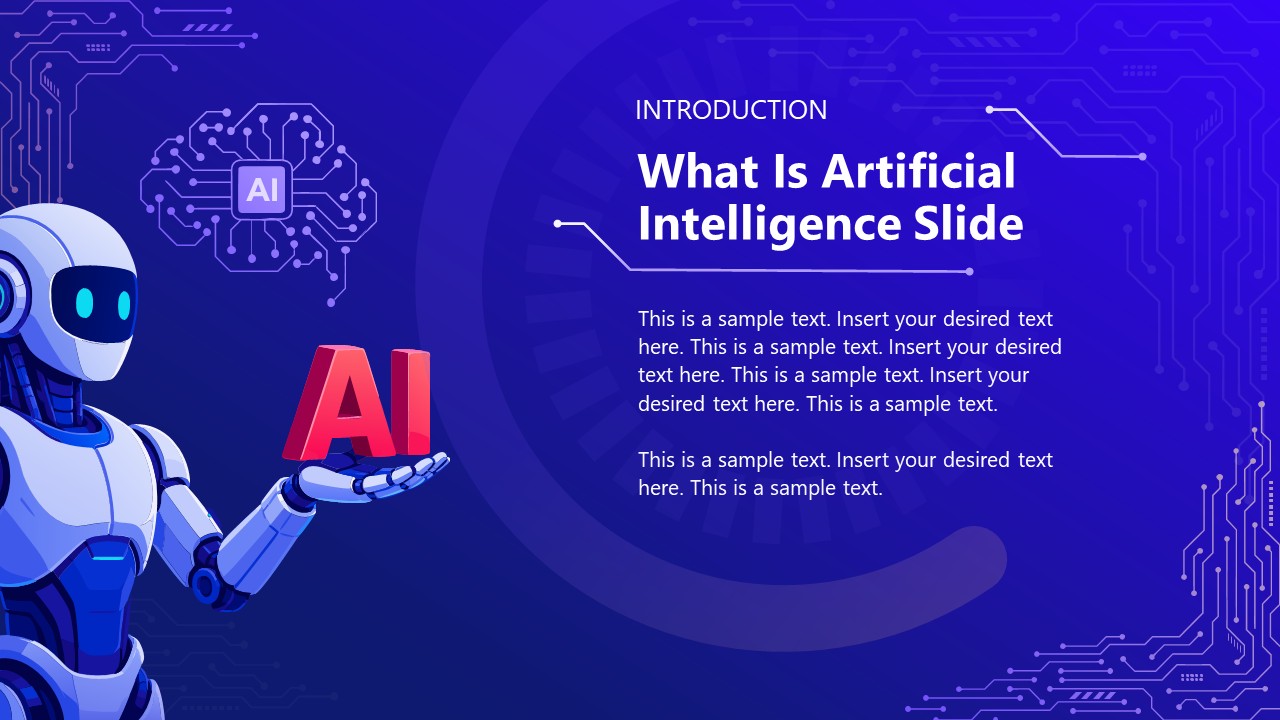 INTRODUCTION
What Is Artificial
Intelligence Slide
AI
AI
This is a sample text. Insert your desired text
here. This is a sample text. Insert your desired
text here. This is a sample text. Insert your
desired text here. This is a sample text.
This is a sample text. Insert your desired text
here. This is a sample text.